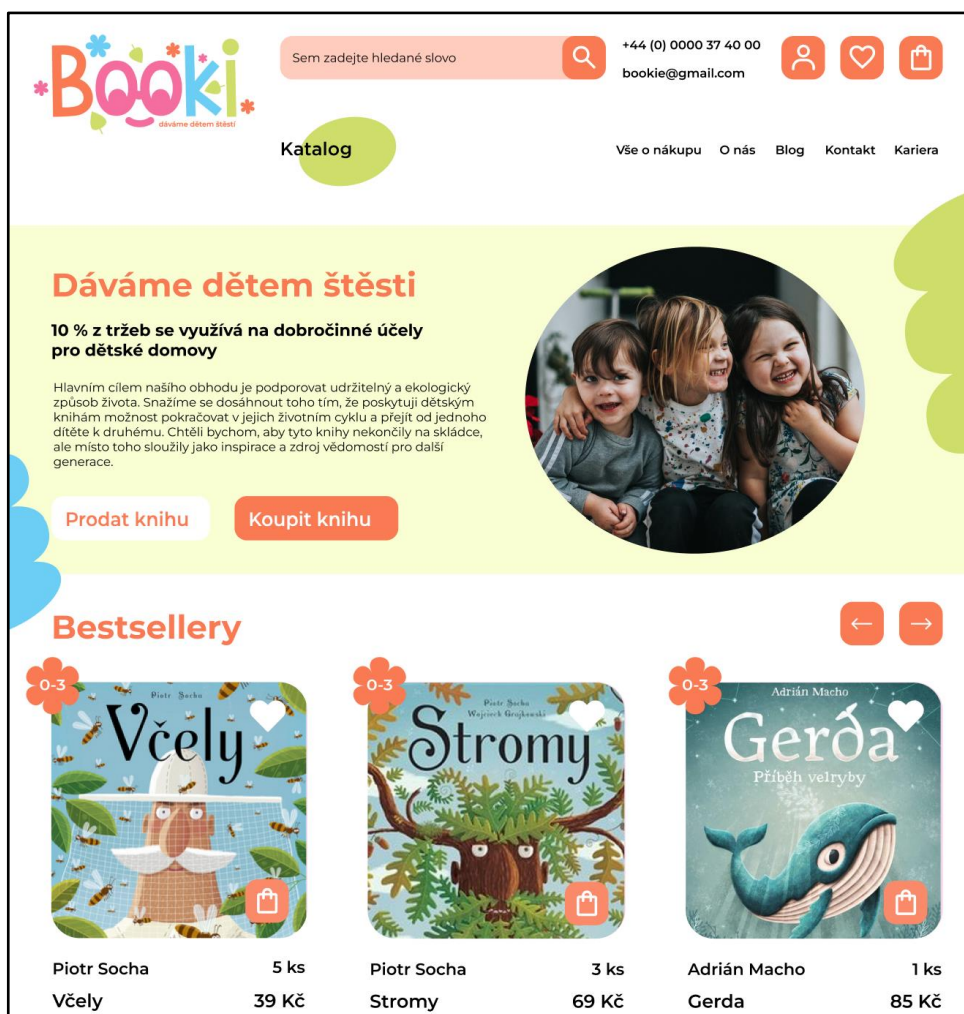 Booki
dáváme dětem štěstí
Sem zadejte hledané slovo
+44 (0) 0000 37 40 00
bookie@gmail.com
Katalog
Vše o nákupu O nás Blog Kontakt Kariera
Dáváme dětem štěsti
10 % z tržeb se využívá na dobročinné účely
pro dětské domovy
Hlavním cílem našího obhodu je podporovat udržitelný a ekologický
způsob života. Snažíme se dosáhnout toho tím, že poskytuji dětským
knihám možnost pokračovat v jejich životním cyklu a přejít od jednoho
dítěte k druhému. Chtěli bychom, aby tyto knihy nekončily na skládce,
ale místo toho sloužily jako inspirace a zdroj vědomostí pro další
generace.
Prodat knihu Koupit knihu
Bestsellery
0-3
Piotr Socha
Včely
0-3
Piotr Socha
Wojciech Grajkowski
Stromy
0-3
Adrián Macho
Gerda
Příběh velryby
Piotr Socha 5 ks
Včely 39 Kč
Piotr Socha 3 ks
Stromy 69 Kč
Adrián Macho 1 ks
Gerda 85 Kč